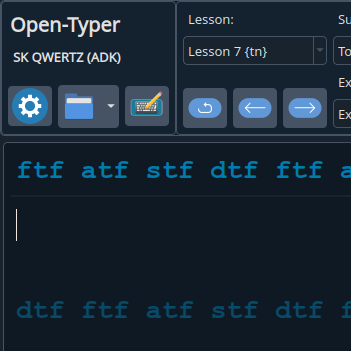 Open-Typer
SK QWERTZ (ADK)
Lesson:
Su
Lesson 7 {tn}
To
Ex
Ex
ftf atf stf dtf ftf a
dtf ftf atf stf dtf f